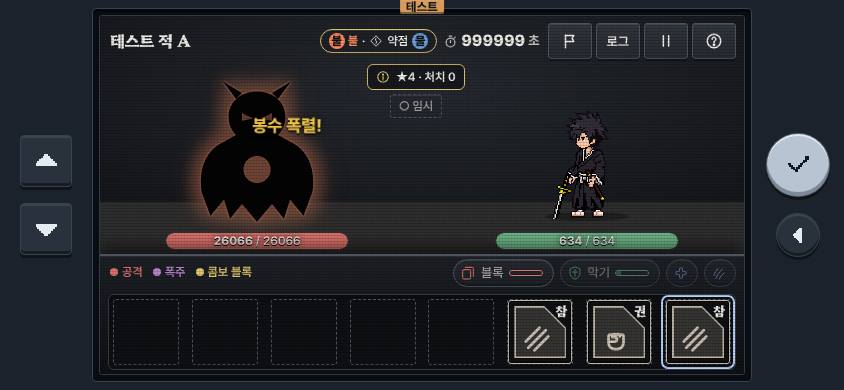 테스트
테스트 적 A
불 불 · 약점 물
999999 초
로그
★4 · 처치 0
임시
봉수 폭렬!
26066 / 26066
634 / 634
공격 폭주 콤보 블록
블록 막기
참 권 참